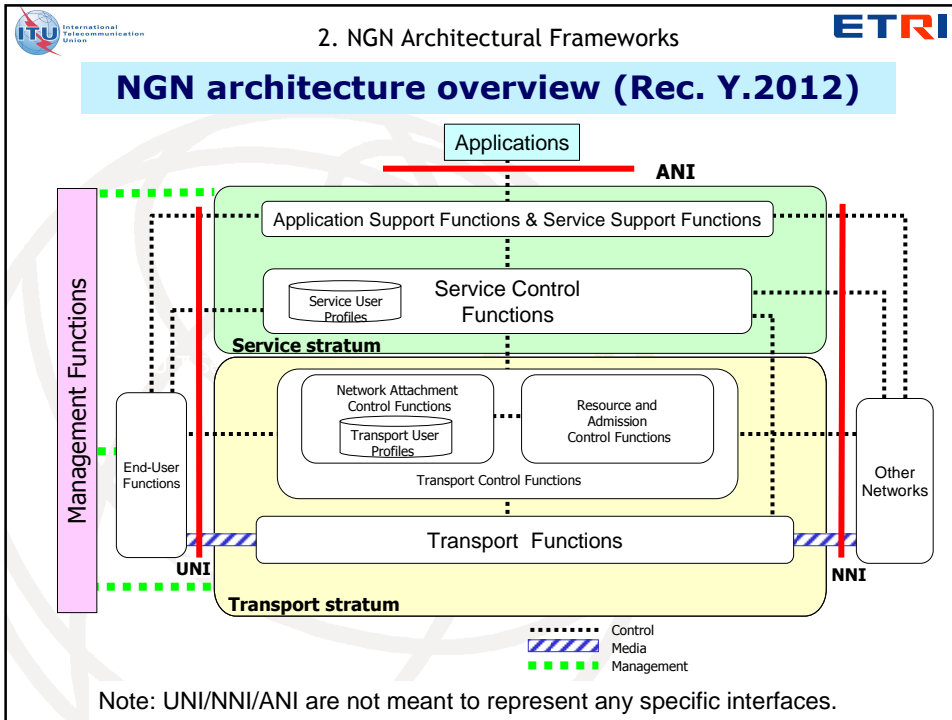 ITU
International
Telecommunication
Union
2. NGN Architectural Frameworks
ETRI
NGN architecture overview (Rec. Y.2012)
Applications
ANI
Application Support Functions & Service Support Functions
Service User
Profiles
Service Control
Functions
Service stratum
Management Functions
Network Attachment
Control Functions
Transport User
Profiles
Resource and
Admission
Control Functions
Transport Control Functions
End-User
Functions
Other
Networks
Transport Functions
UNI
NNI
Transport stratum
Control
Media
Management
Note: UNI/NNI/ANI are not meant to represent any specific interfaces.